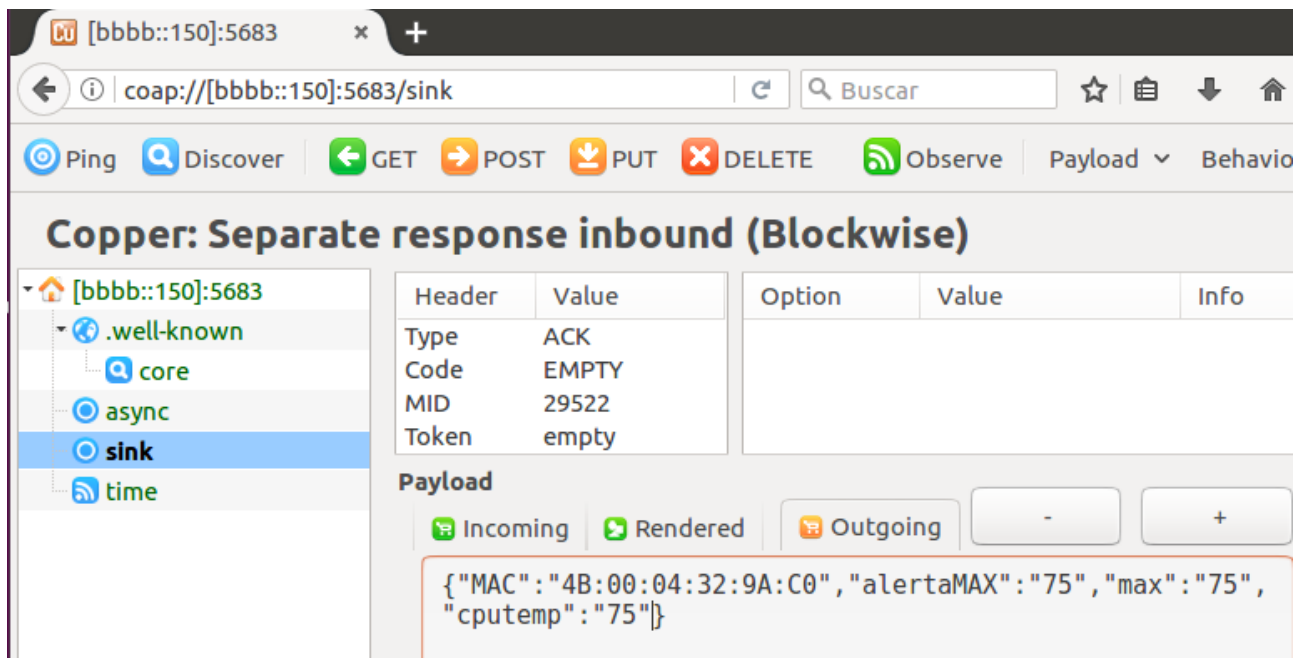 Cu [bbbb::150]:5683 × +
coap://[bbbb::150]:5683/sink Buscar
Ping Discover GET POST PUT DELETE Observe Payload Behavio
Copper: Separate response inbound (Blockwise)
[bbbb::150]:5683
.well-known
core
async
sink
time
Header Value
Type ACK
Code EMPTY
MID 29522
Token empty
Option Value Info
Payload
Incoming Rendered Outgoing - +
{"MAC":"4B:00:04:32:9A:C0","alertaMAX":"75","max":"75",
"cputemp":"75"}